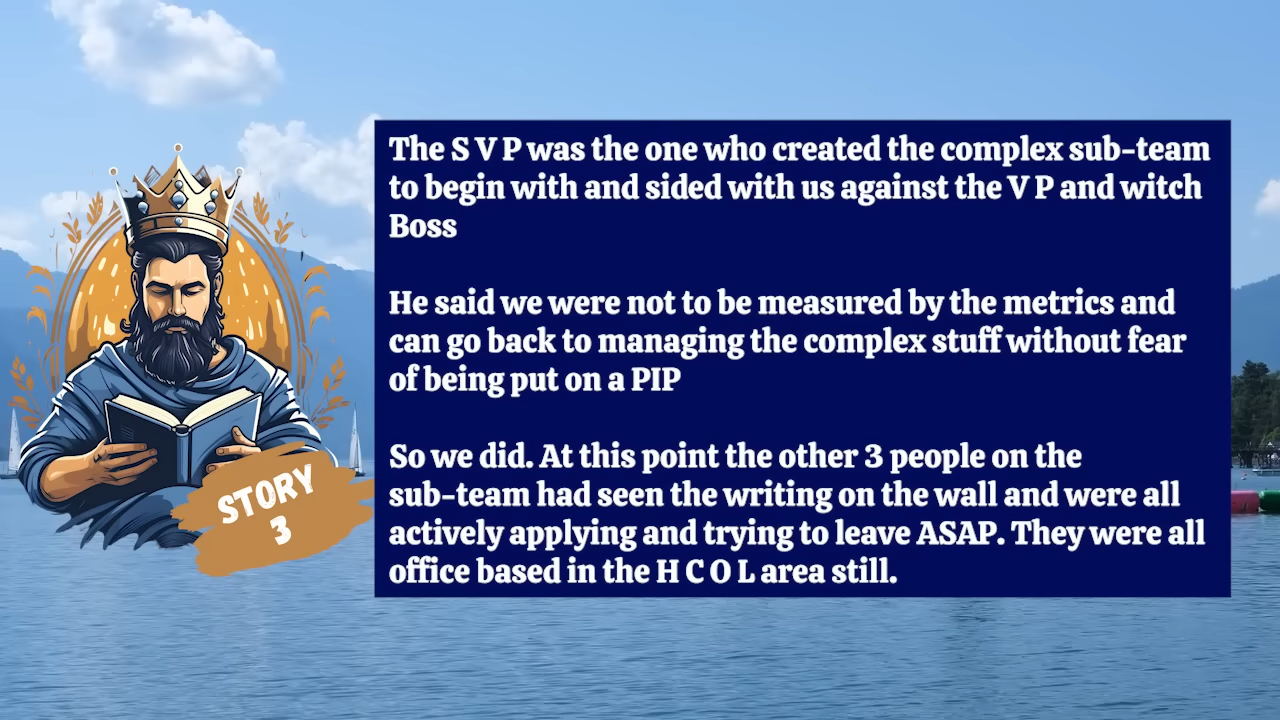 The S V P was the one who created the complex sub-team
to begin with and sided with us against the V P and witch
Boss
He said we were not to be measured by the metrics and
can go back to managing the complex stuff without fear
of being put on a PIP
So we did. At this point the other 3 people on the
sub-team had seen the writing on the wall and were all
actively applying and trying to leave ASAP. They were all
office based in the H C O L area still.
STORY
3